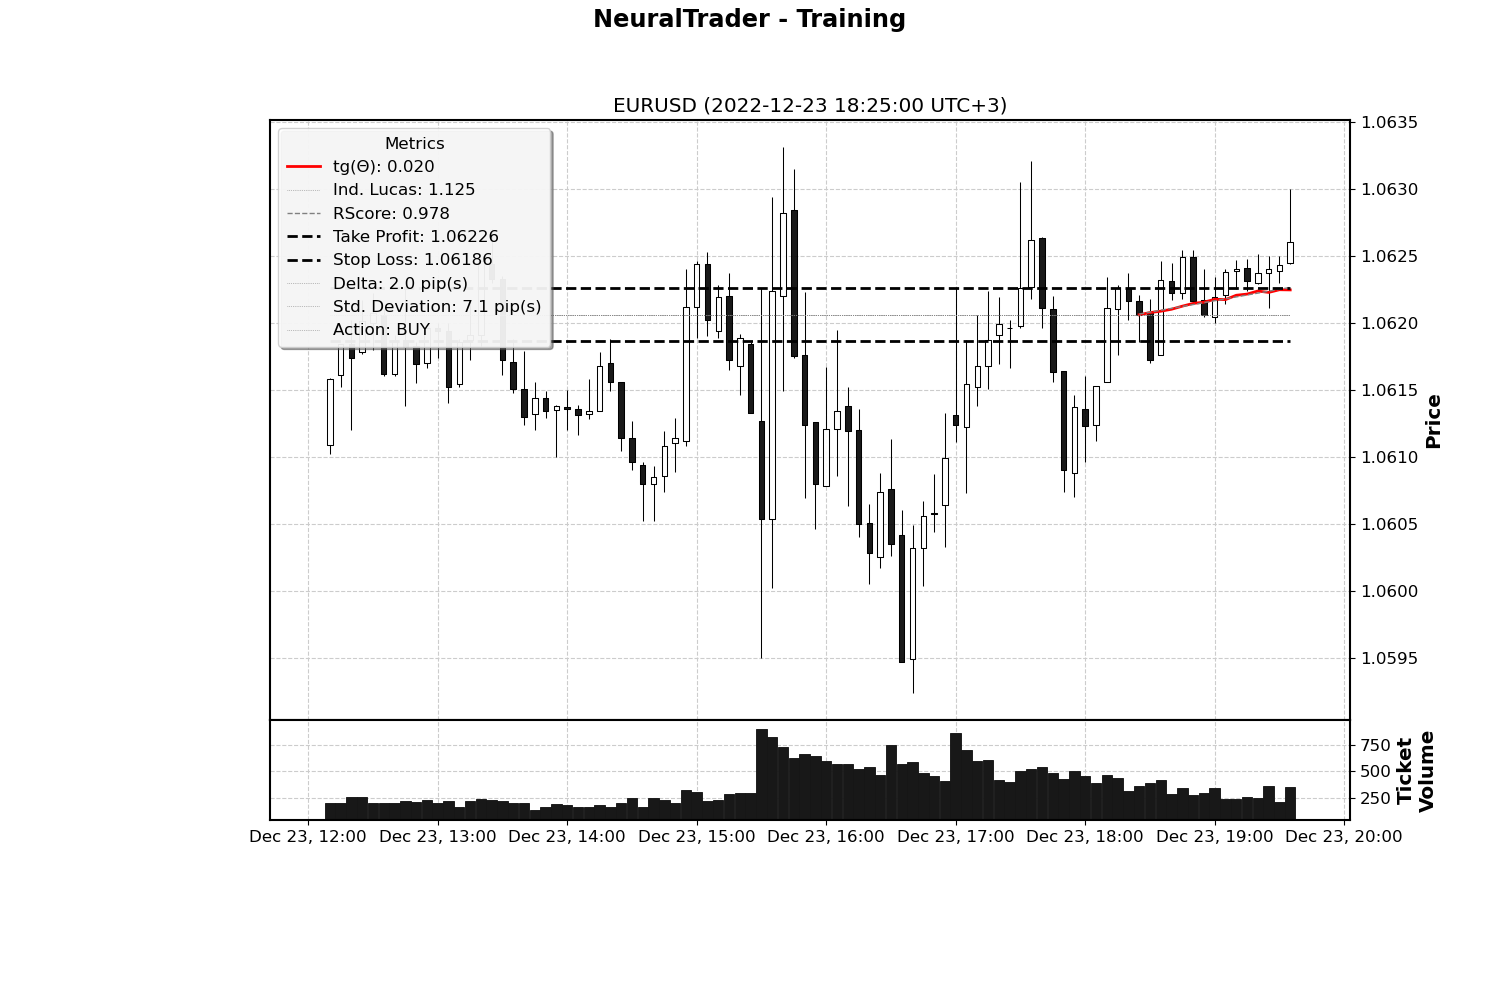 NeuralTrader - Training
EURUSD (2022-12-23 18:25:00 UTC+3)
Metrics
tg(Θ): 0.020
Ind. Lucas: 1.125
RScore: 0.978
Take Profit: 1.06226
Stop Loss: 1.06186
Delta: 2.0 pip(s)
Std. Deviation: 7.1 pip(s)
Action: BUY
1.0635
1.0630
1.0625
1.0620
1.0615
1.0610
1.0605
1.0600
1.0595
Price
750
500
250
Ticket
Volume
Dec 23, 12:00 Dec 23, 13:00 Dec 23, 14:00 Dec 23, 15:00 Dec 23, 16:00 Dec 23, 17:00 Dec 23, 18:00 Dec 23, 19:00 Dec 23, 20:00